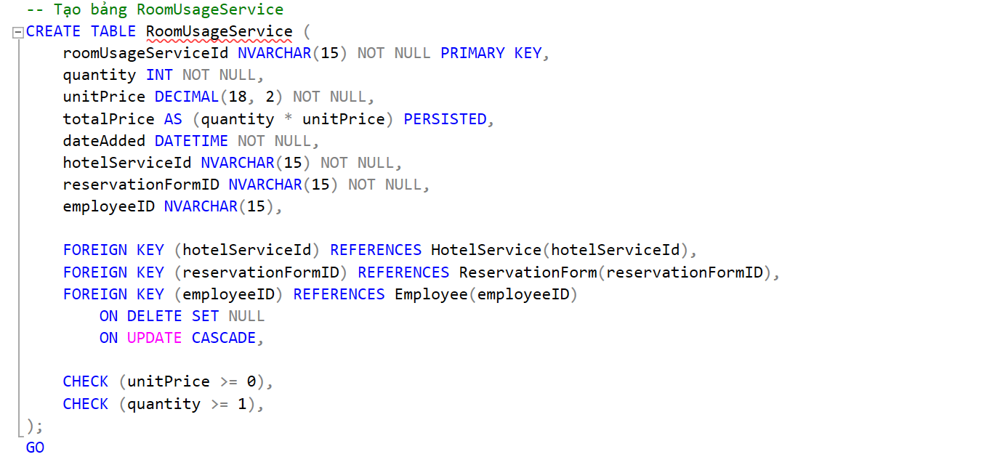 -- Tạo bảng RoomUsageService
CREATE TABLE RoomUsageService (
    roomUsageServiceId NVARCHAR(15) NOT NULL PRIMARY KEY,
    quantity INT NOT NULL,
    unitPrice DECIMAL(18, 2) NOT NULL,
    totalPrice AS (quantity * unitPrice) PERSISTED,
    dateAdded DATETIME NOT NULL,
    hotelServiceId NVARCHAR(15) NOT NULL,
    reservationFormID NVARCHAR(15) NOT NULL,
    employeeID NVARCHAR(15),

    FOREIGN KEY (hotelServiceId) REFERENCES HotelService(hotelServiceId),
    FOREIGN KEY (reservationFormID) REFERENCES ReservationForm(reservationFormID),
    FOREIGN KEY (employeeID) REFERENCES Employee(employeeID)
        ON DELETE SET NULL
        ON UPDATE CASCADE,

    CHECK (unitPrice >= 0),
    CHECK (quantity >= 1),
);
GO